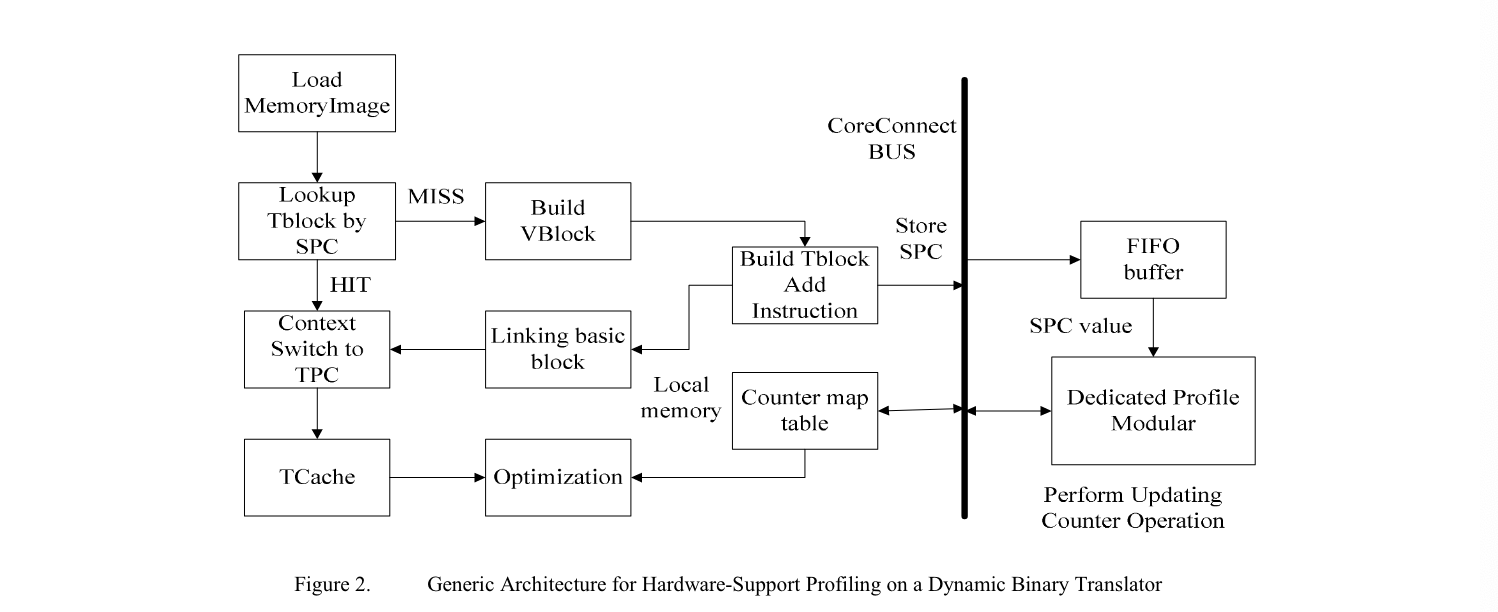 Load
MemoryImage
Lookup
Tblock by
SPC
MISS
Build
VBlock
HIT
Context
Switch to
TPC
Linking basic
block
Build Tblock
Add
Instruction
Store
SPC
CoreConnect
BUS
FIFO
buffer
SPC value
Dedicated Profile
Modular
Perform Updating
Counter Operation
Local
memory
Counter map
table
TCache
Optimization
Figure 2. Generic Architecture for Hardware-Support Profiling on a Dynamic Binary Translator